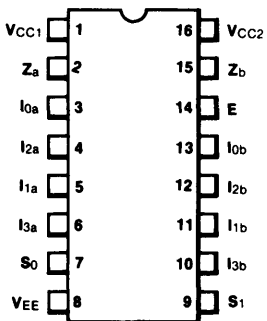 VCC1 1 16 VCC2
Za 2 15 Zb
I0a 3 14 E
I2a 4 13 I0b
I1a 5 12 I2b
I3a 6 11 I1b
S0 7 10 I3b
VEE 8 9 S1